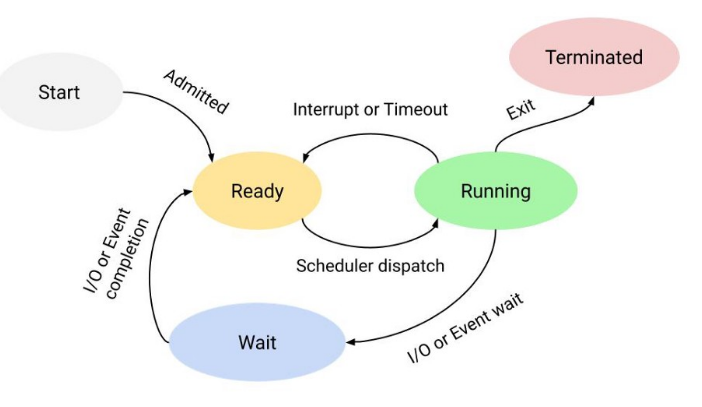 Start
Admitted
Terminated
Exit
Interrupt or Timeout
Ready
Running
I/O or Event
completion
Scheduler dispatch
Wait
I/O or Event wait